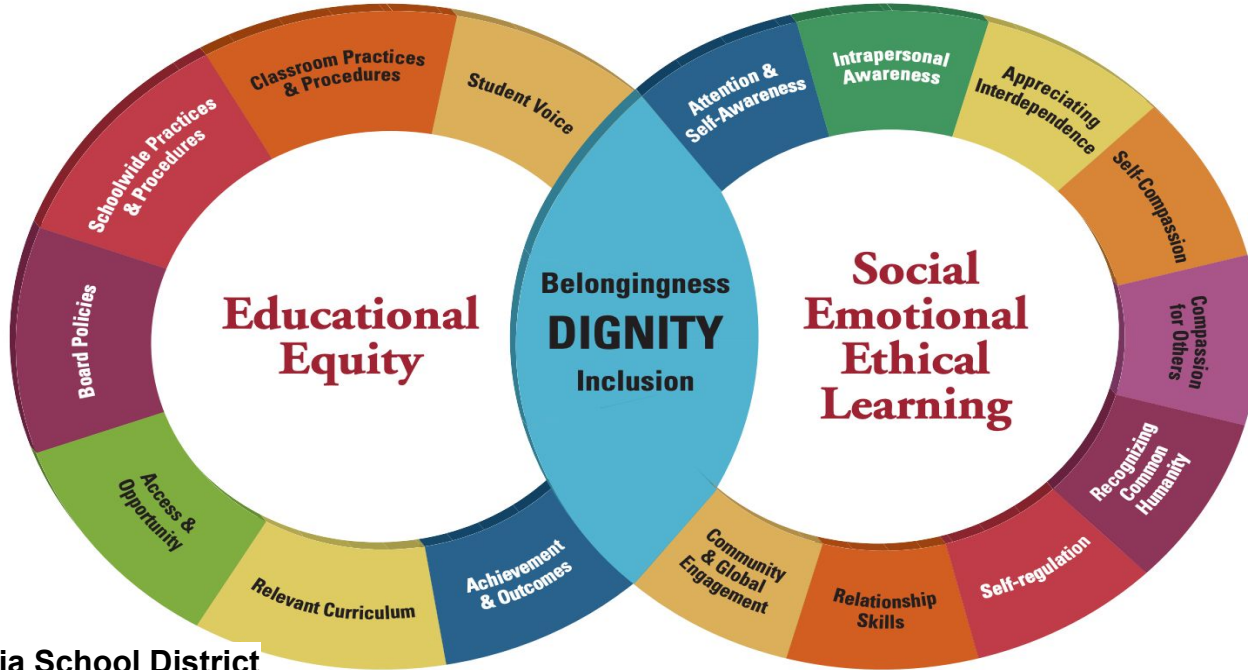 Classroom Practices
& Procedures
Student Voice
Schoolwide Practices
& Procedures
Board Policies
Access &
Opportunity
Relevant Curriculum
Achievement
& Outcomes
Educational
Equity
Belongingness
DIGNITY
Inclusion
Attention &
Self-Awareness
Intrapersonal
Awareness
Appreciating
Interdependence
Self-Compassion
Compassion
for Others
Recognizing
Common
Humanity
Self-regulation
Relationship
Skills
Community
& Global
Engagement
Social
Emotional
Ethical
Learning
School District